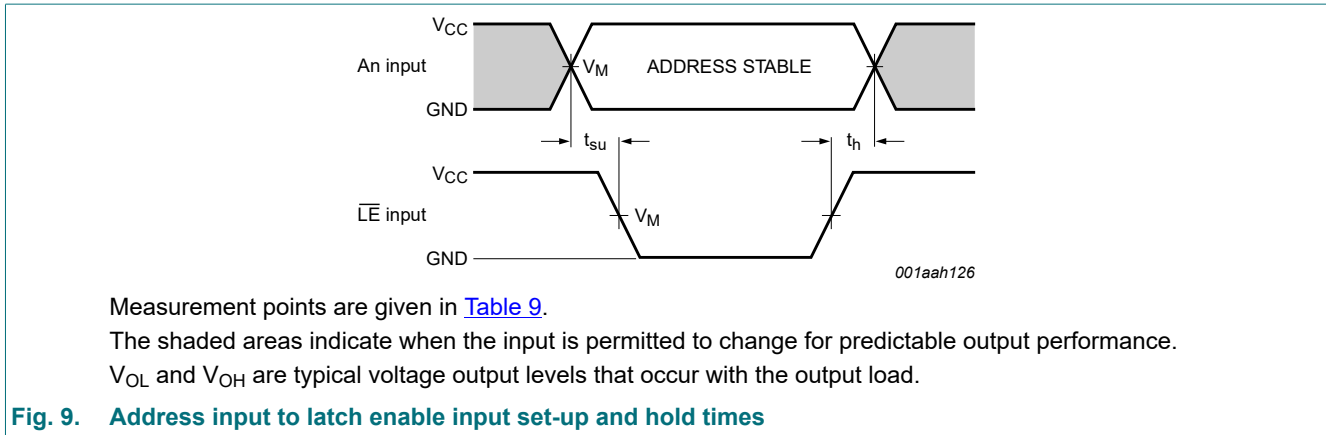 VCC
An input
VM
ADDRESS STABLE
GND
tsu
th
VCC
LE input
VM
GND
001aah126
Measurement points are given in Table 9.
The shaded areas indicate when the input is permitted to change for predictable output performance.
VOL and VOH are typical voltage output levels that occur with the output load.
Fig. 9. Address input to latch enable input set-up and hold times